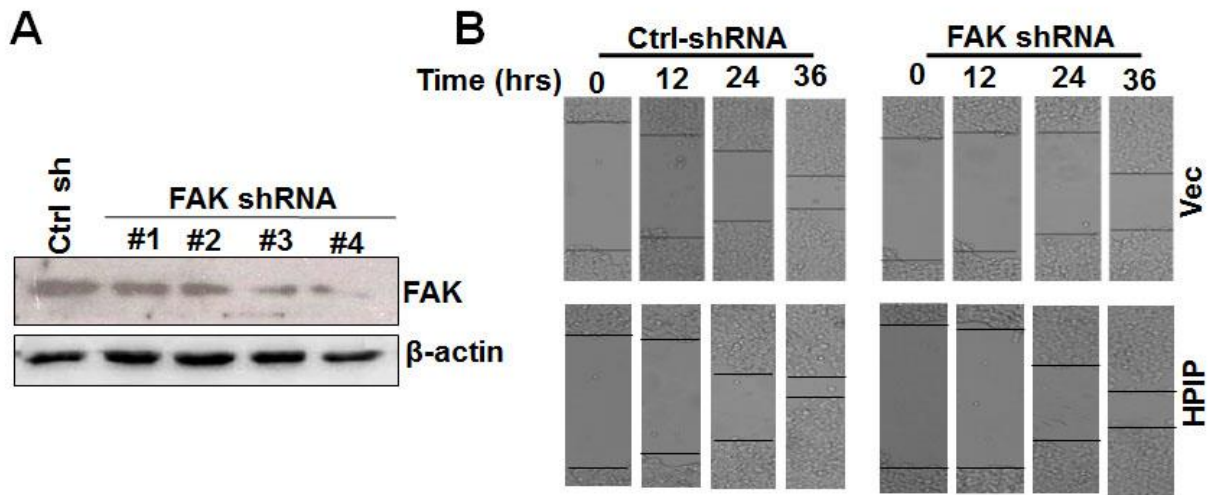 A
Ctrl sh
FAK shRNA
#1 #2 #3 #4
FAK
β-actin
B
Ctrl-shRNA FAK shRNA
Time (hrs) 0 12 24 36 0 12 24 36
Vec
HPIP